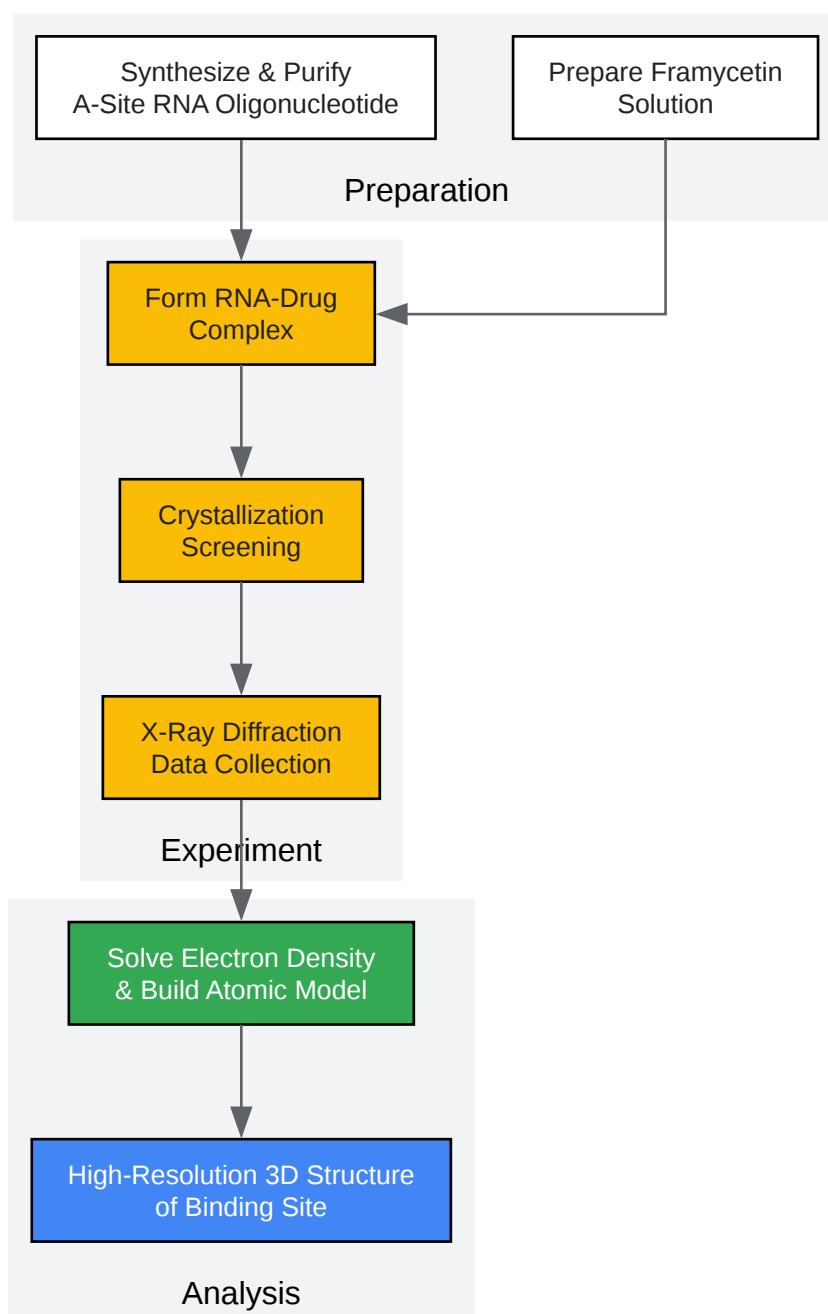 Synthesize & Purify
A-Site RNA Oligonucleotide
Prepare Framycetin
Solution
Preparation
Form RNA-Drug
Complex
Crystallization
Screening
X-Ray Diffraction
Data Collection
Experiment
Solve Electron Density
& Build Atomic Model
High-Resolution 3D Structure
of Binding Site
Analysis